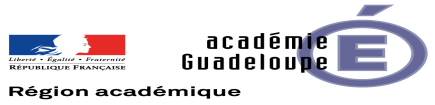 Liberté • Égalité • Fraternité
RÉPUBLIQUE FRANÇAISE
académie
Guadeloupe
É
Région académique